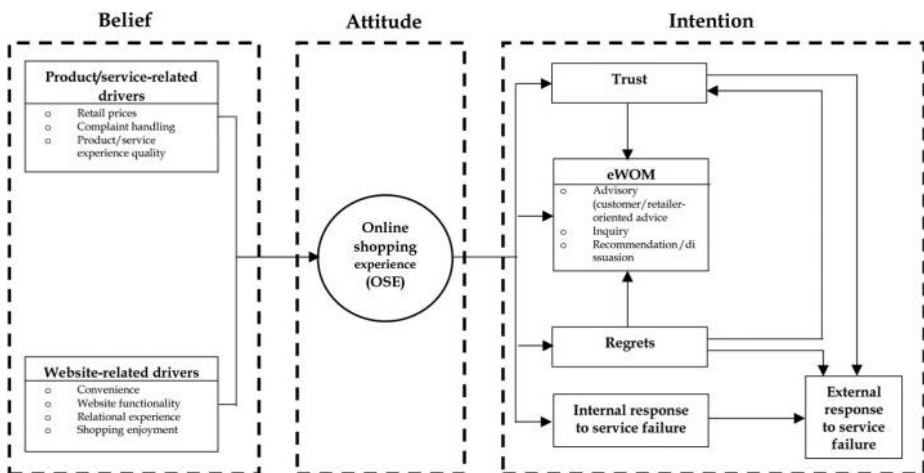 Belief
Attitude
Intention
Product/service-related
drivers
o Retail prices
o Complaint handling
o Product/service
experience quality
Website-related drivers
o Convenience
o Website functionality
o Relational experience
o Shopping enjoyment
Online
shopping
experience
(OSE)
Trust
eWOM
o Advisory
(customer/retailer-
oriented advice
o Inquiry
o Recommendation/di
ssuasion
Regrets
Internal response
to service failure
External
response
to service
failure